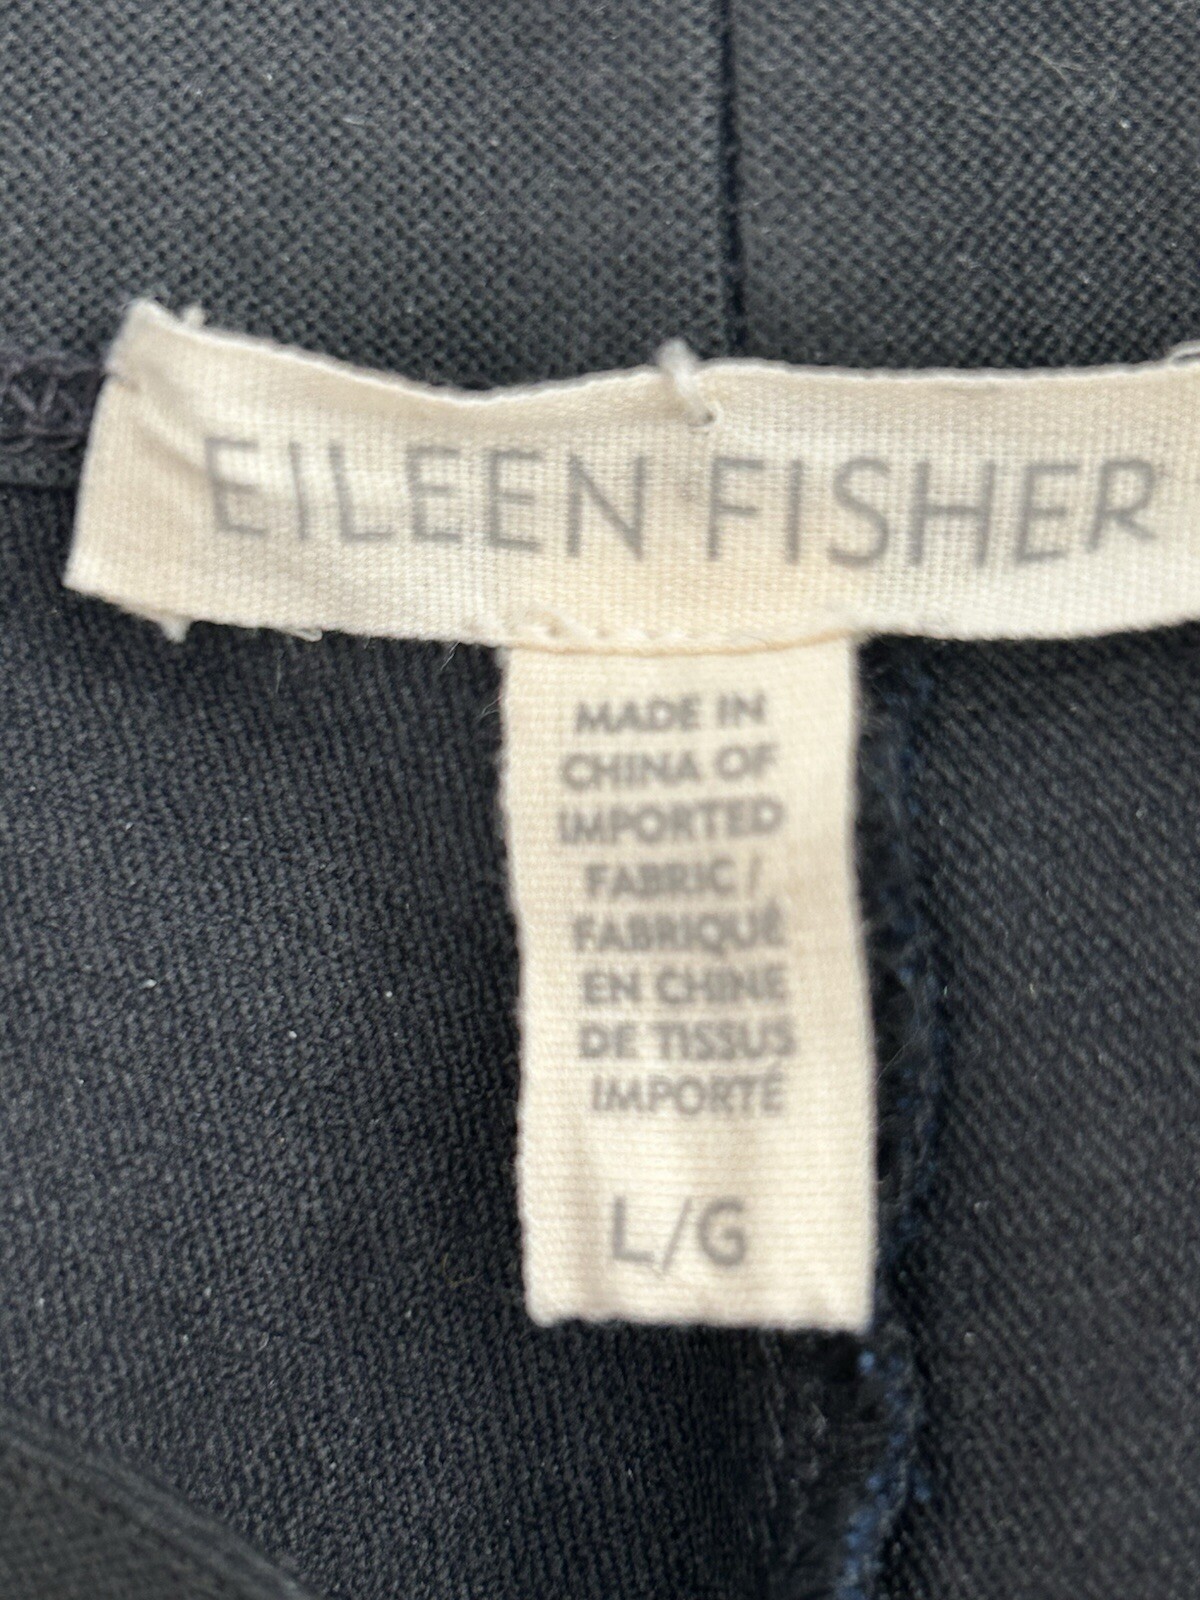 EILEEN FISHER
MADE IN
CHINA OF
IMPORTED
FABRIC /
FABRIQUÉ
EN CHINE
DE TISSUS
IMPORTÉ
L/G